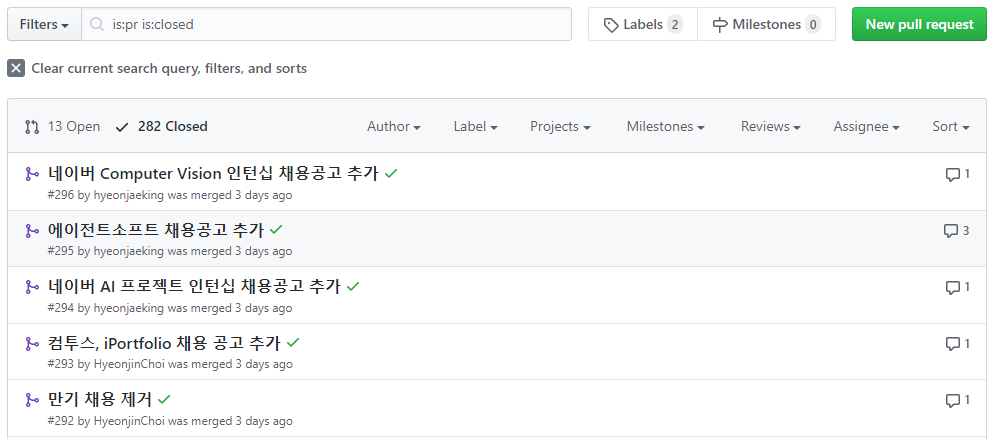 Filters
is:pr is:closed
Labels 2
Milestones 0
New pull request
Clear current search query, filters, and sorts
13 Open
282 Closed
Author
Label
Projects
Milestones
Reviews
Assignee
Sort
네이버 Computer Vision 인턴십 채용공고 추가
1
#296 by hyeonjaeking was merged 3 days ago
에이전트소프트 채용공고 추가
3
#295 by hyeonjaeking was merged 3 days ago
네이버 AI 프로젝트 인턴십 채용공고 추가
1
#294 by hyeonjaeking was merged 3 days ago
컴투스, iPortfolio 채용 공고 추가
1
#293 by HyeonjinChoi was merged 3 days ago
만기 채용 제거
1
#292 by HyeonjinChoi was merged 3 days ago